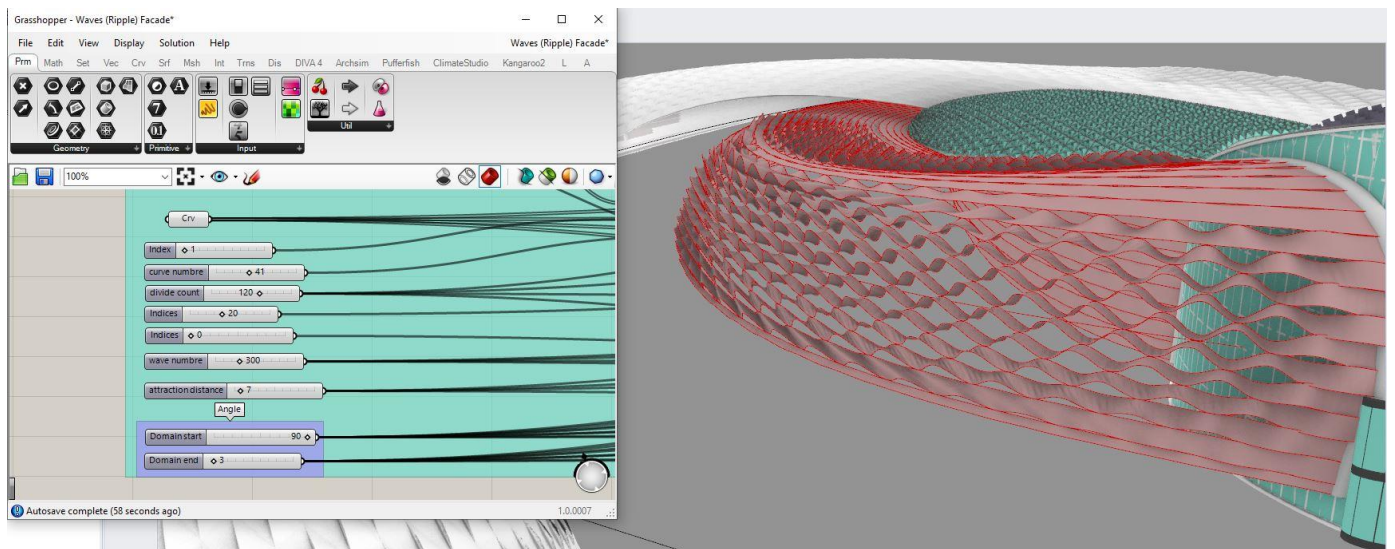 Grasshopper - Waves (Ripple) Facade*
File Edit View Display Solution Help Waves (Ripple) Facade*
Prm Math Set Vec Crv Srf Msh Int Trns Dis DIVA 4 Archsim Pufferfish ClimateStudio Kangaroo2 L A
A
7
0.1
Geometry + Primitive + Input + Util +
100%
Crv
Index 1
curve numbre 41
divide count 120
Indices 20
Indices 0
wave numbre 300
attraction distance 7
Angle
Domain start 90
Domain end 3
Autosave complete (58 seconds ago) 1.0.0007